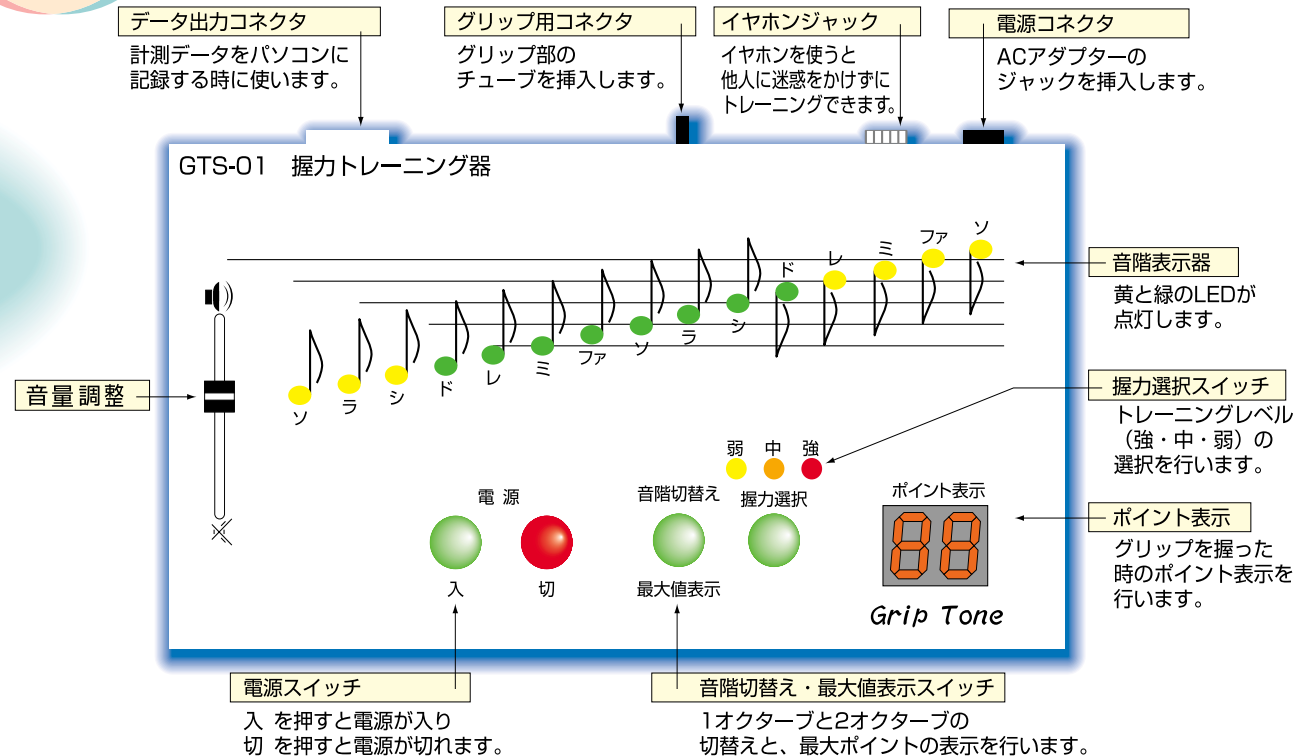 データ出力コネクタ
計測データをパソコンに
記録する時に使います。
グリップ用コネクタ
グリップ部の
チューブを挿入します。
イヤホンジャック
イヤホンを使うと
他人に迷惑をかけずに
トレーニングできます。
電源コネクタ
ACアダプターの
ジャックを挿入します。
GTS-01 握力トレーニング器
ソ ラ シ ド レ ミ ファ ソ ラ シ ド レ ミ ファ ソ
音階表示器
黄と緑のLEDが
点灯します。
音量調整
握力選択スイッチ
トレーニングレベル
(強・中・弱)の
選択を行います。
弱 中 強
電源
音階切替え
握力選択
ポイント表示
88
入
切
最大値表示
Grip Tone
ポイント表示
グリップを握った
時のポイント表示を
行います。
電源スイッチ
入 を押すと電源が入り
切 を押すと電源が切れます。
音階切替え・最大値表示スイッチ
1オクターブと2オクターブの
切替えと、最大ポイントの表示を行います。